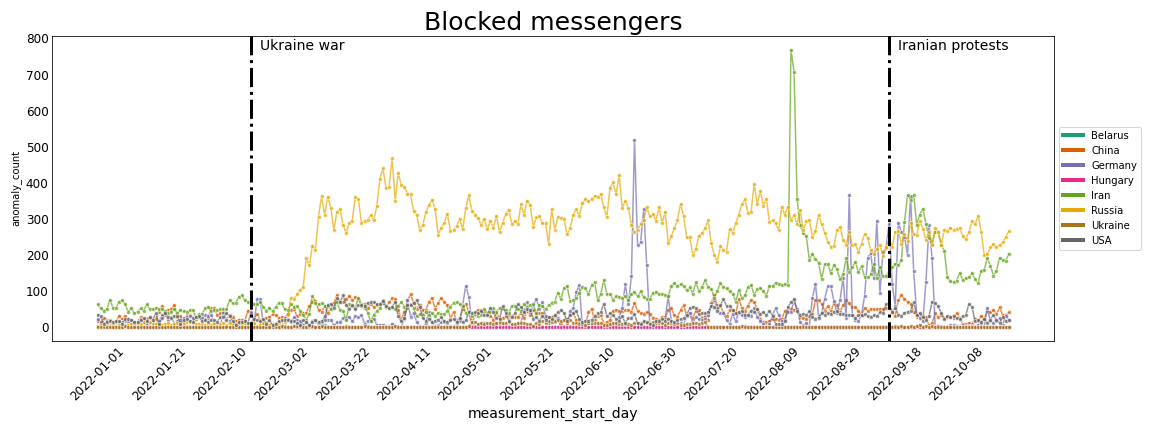 Blocked messengers
800
700
600
500
400
300
200
100
0
anomaly_count
Ukraine war
Iranian protests
Belarus
China
Germany
Hungary
Iran
Russia
Ukraine
USA
2022-01-01
2022-01-21
2022-02-10
2022-03-02
2022-03-22
2022-04-11
2022-05-01
2022-05-21
2022-06-10
2022-06-30
2022-07-20
2022-08-09
2022-08-29
2022-09-18
2022-10-08
measurement_start_day